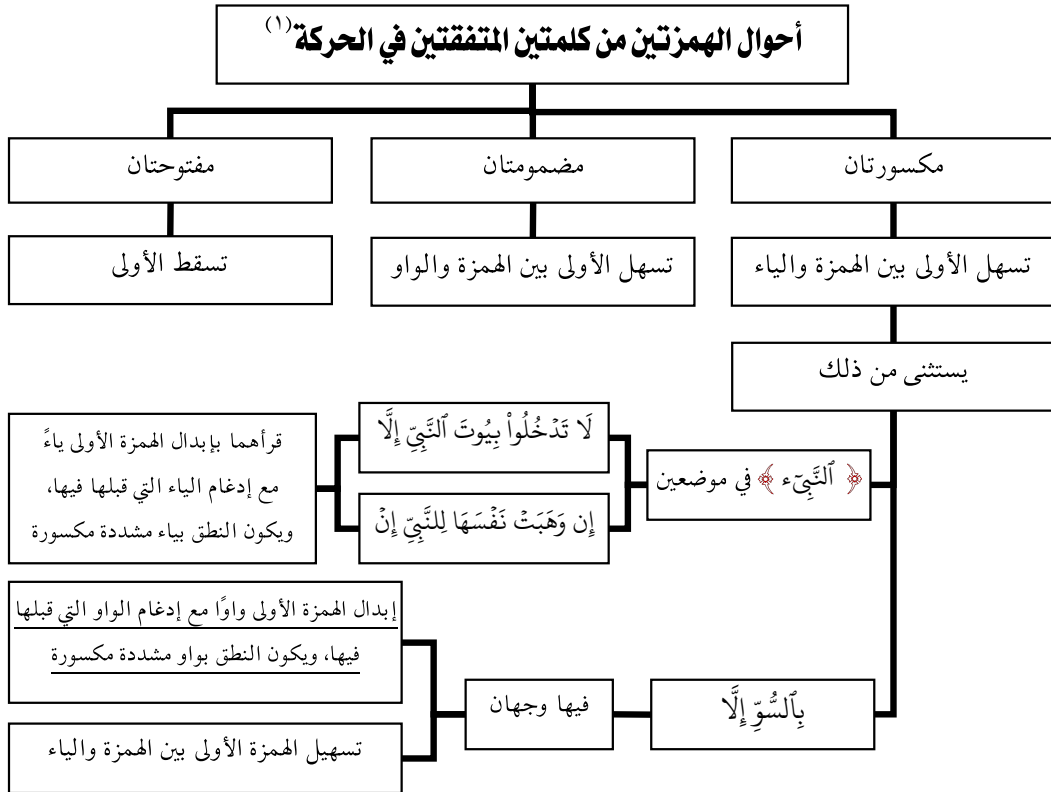 أحوال الهمزتين من كلمتين المتفقتين في الحركة(١)
مكسورتان
مضمومتان
مفتوحتان
تسهل الأولى بين الهمزة والياء
تسهل الأولى بين الهمزة والواو
تسقط الأولى
يستثنى من ذلك
﴿ ٱلنَّبِيٓء ﴾ في موضعين
لَا تَدۡخُلُواْ بِيُوتَ ٱلنَّبِيِّ إِلَّا
إِن وَهَبَتۡ نَفۡسَهَا لِلنَّبِيِّ إِنۡ
قرأهما بإبدال الهمزة الأولى ياءً
مع إدغام الياء التي قبلها فيها،
ويكون النطق بياء مشددة مكسورة
بِٱلسُّوِّ إِلَّا
فيها وجهان
إبدال الهمزة الأولى واوًا مع إدغام الواو التي قبلها
فيها، ويكون النطق بواو مشددة مكسورة
تسهيل الهمزة الأولى بين الهمزة والياء